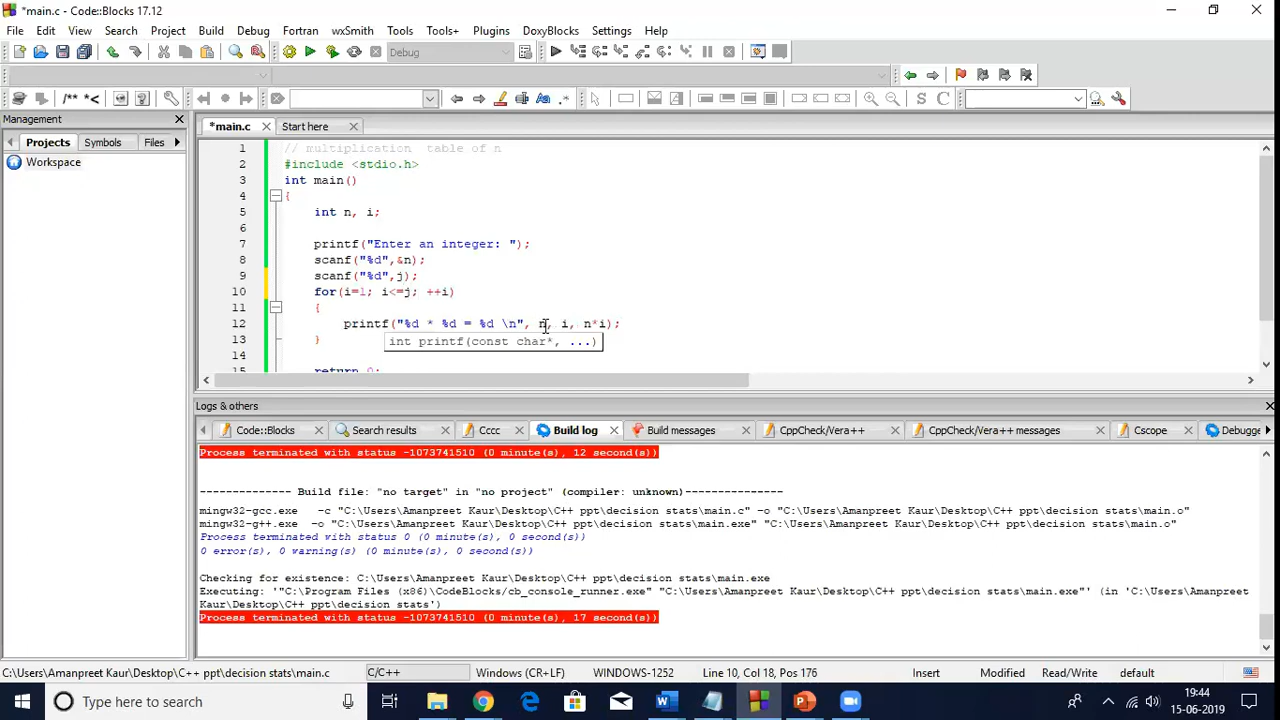 *main.c - Code::Blocks 17.12
File Edit View Search Project Build Debug Fortran wxSmith Tools Tools+ Plugins DoxyBlocks Settings Help
Debug
/** *<
Aa .* S C
Management
*main.c Start here
Projects Symbols Files
Workspace
1 // multiplication table of n
2 #include <stdio.h>
3 int main()
4 {
5 int n, i;
6
7 printf("Enter an integer: ");
8 scanf("%d",&n);
9 scanf("%d",j);
10 for(i=1; i<=j; ++i)
11 {
12 printf("%d * %d = %d \n", n, i, n*i);
int printf(const char*, ...)
13 }
14
15 return 0;
Logs & others
Code::Blocks Search results Cccc Build log Build messages CppCheck/Vera++ CppCheck/Vera++ messages Cscope Debugge
Process terminated with status -1073741510 (0 minute(s), 12 second(s))
-------------- Build file: "no target" in "no project" (compiler: unknown)---------------
mingw32-gcc.exe -c "C:\Users\Amanpreet Kaur\Desktop\C++ ppt\decision stats\main.c" -o "C:\Users\Amanpreet Kaur\Desktop\C++ ppt\decision stats\main.o"
mingw32-g++.exe -o "C:\Users\Amanpreet Kaur\Desktop\C++ ppt\decision stats\main.exe" "C:\Users\Amanpreet Kaur\Desktop\C++ ppt\decision stats\main.o"
Process terminated with status 0 (0 minute(s), 0 second(s))
0 error(s), 0 warning(s) (0 minute(s), 0 second(s))
Checking for existence: C:\Users\Amanpreet Kaur\Desktop\C++ ppt\decision stats\main.exe
Executing: '"C:\Program Files (x86)\CodeBlocks/cb_console_runner.exe" "C:\Users\Amanpreet Kaur\Desktop\C++ ppt\decision stats\main.exe"' (in 'C:\Users\Amanpreet
Kaur\Desktop\C++ ppt\decision stats')
Process terminated with status -1073741510 (0 minute(s), 17 second(s))
C:\Users\Amanpreet Kaur\Desktop\C++ ppt\decision stats\main.c C/C++ Windows (CR+LF) WINDOWS-1252 Line 10, Col 18, Pos 176 Insert Modified Read/Write default
Type here to search
19:44
15-06-2019